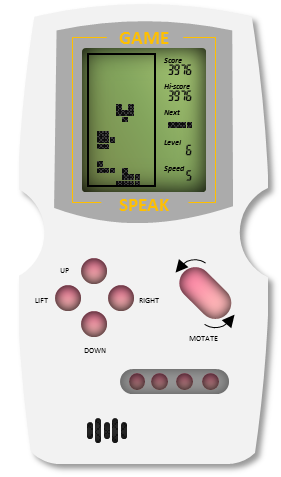 GAME
Score
3976
Hi-score
3976
Next
Level
6
Speed
5
SPEAK
UP
LIFT
RIGHT
DOWN
MOTATE